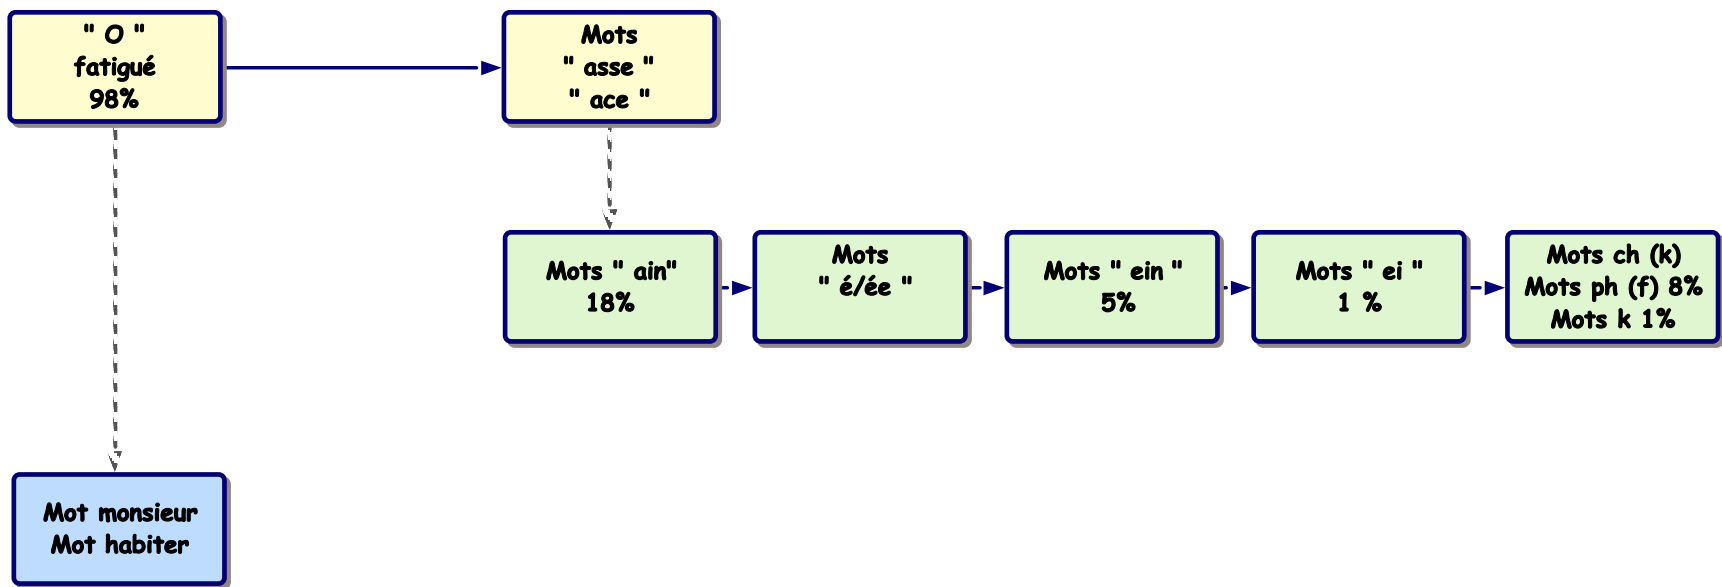 " O "
fatigué
98%
Mots
" asse "
" ace "
Mots " ain"
18%
Mots
" é/ée "
Mots " ein "
5%
Mots " ei "
1 %
Mots ch (k)
Mots ph (f) 8%
Mots k 1%
Mot monsieur
Mot habiter